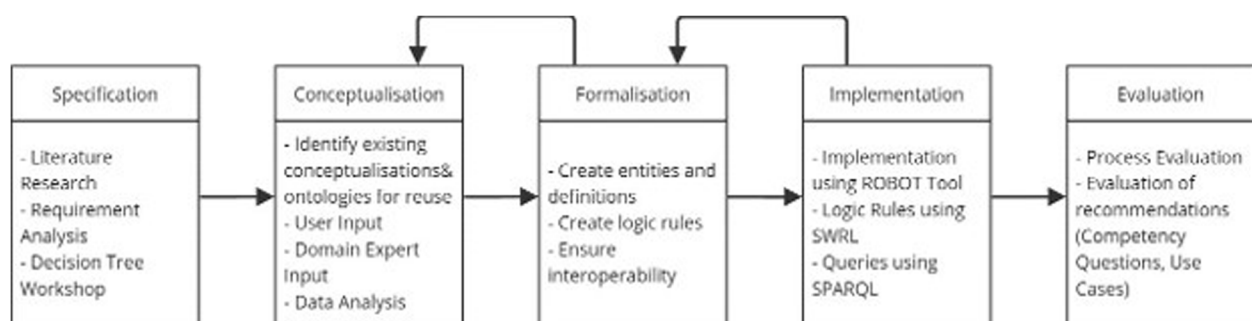 Specification
- Literature
Research
- Requirement
Analysis
- Decision Tree
Workshop
Conceptualisation
- Identify existing
conceptualisations&
ontologies for reuse
- User Input
- Domain Expert
Input
- Data Analysis
Formalisation
- Create entities and
definitions
- Create logic rules
- Ensure
interoperability
Implementation
- Implementation
using ROBOT Tool
- Logic Rules using
SWRL
- Queries using
SPARQL
Evaluation
- Process Evaluation
- Evaluation of
recommendations
(Competency
Questions, Use
Cases)